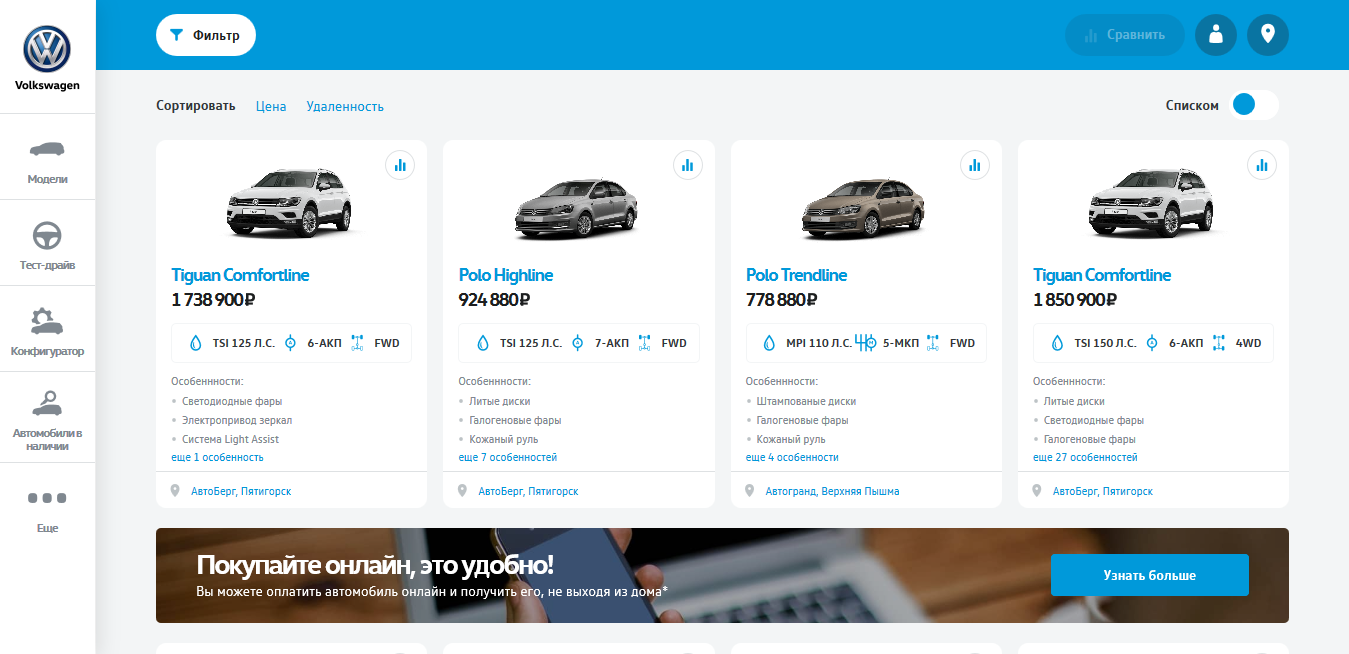 Volkswagen
Модели
Тест-драйв
Конфигуратор
Автомобили в
наличии
Еще
Фильтр
Сравнить
Сортировать Цена Удаленность
Списком
Tiguan Comfortline
1 738 900 ₽
TSI 125 Л.С. 6-АКП FWD
Особеннности:
Светодиодные фары
Электропривод зеркал
Система Light Assist
еще 1 особенность
АвтоБерг, Пятигорск
Polo Highline
924 880 ₽
TSI 125 Л.С. 7-АКП FWD
Особеннности:
Литые диски
Галогеновые фары
Кожаный руль
еще 7 особенностей
АвтоБерг, Пятигорск
Polo Trendline
778 880 ₽
MPI 110 Л.С. 5-МКП FWD
Особеннности:
Штампованые диски
Галогеновые фары
Кожаный руль
еще 4 особенности
Автогранд, Верхняя Пышма
Tiguan Comfortline
1 850 900 ₽
TSI 150 Л.С. 6-АКП 4WD
Особеннности:
Литые диски
Светодиодные фары
Галогеновые фары
еще 27 особенностей
АвтоБерг, Пятигорск
Покупайте онлайн, это удобно!
Вы можете оплатить автомобиль онлайн и получить его, не выходя из дома*
Узнать больше